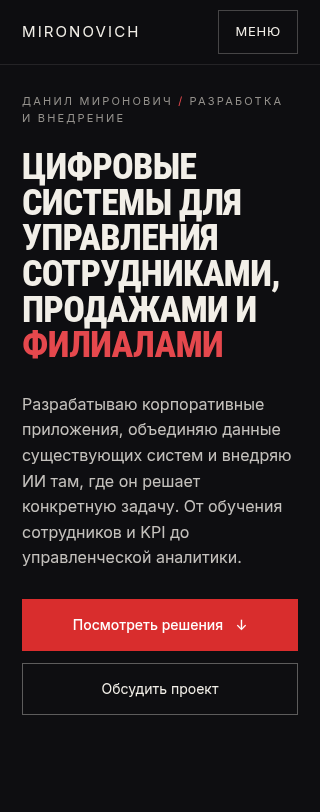 MIRONOVICH
МЕНЮ
ДАНИЛ МИРОНОВИЧ / РАЗРАБОТКА
И ВНЕДРЕНИЕ
ЦИФРОВЫЕ
СИСТЕМЫ ДЛЯ
УПРАВЛЕНИЯ
СОТРУДНИКАМИ,
ПРОДАЖАМИ И
ФИЛИАЛАМИ
Разрабатываю корпоративные
приложения, объединяю данные
существующих систем и внедряю
ИИ там, где он решает
конкретную задачу. От обучения
сотрудников и KPI до
управленческой аналитики.
Посмотреть решения ↓
Обсудить проект